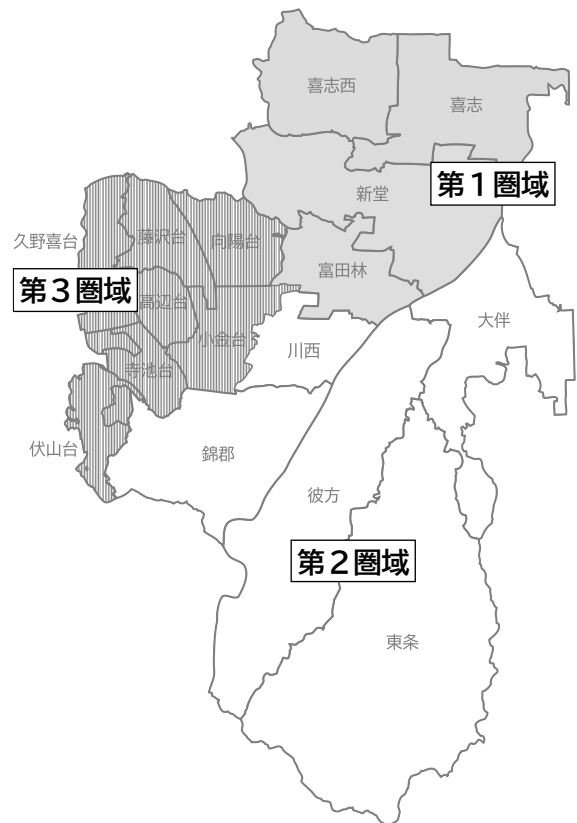 喜志西
喜志
第１圏域
新堂
久野喜台
藤沢台
向陽台
富田林
第３圏域
高辺台
大伴
小金台
川西
寺池台
伏山台
錦郡
彼方
第２圏域
東条